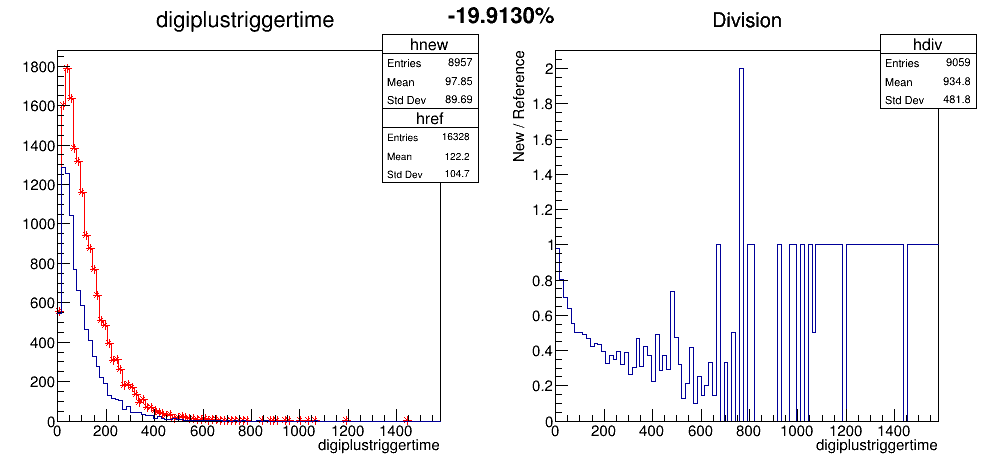 digiplustriggertime
-19.9130%
Division
hnew
Entries 8957
Mean 97.85
Std Dev 89.69
href
Entries 16328
Mean 122.2
Std Dev 104.7
1800
1600
1400
1200
1000
800
600
400
200
0
0 200 400 600 800 1000 1200 1400
digiplustriggertime
hdiv
Entries 9059
Mean 934.8
Std Dev 481.8
New / Reference
2
1.8
1.6
1.4
1.2
1
0.8
0.6
0.4
0.2
0
0 200 400 600 800 1000 1200 1400
digiplustriggertime